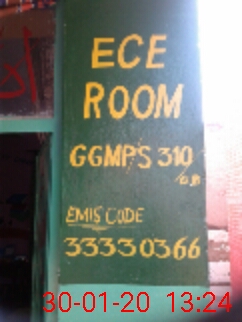 ECE
ROOM
GGMPS 310
/G.B
EMIS CODE
33330366
30-01-20 13:24